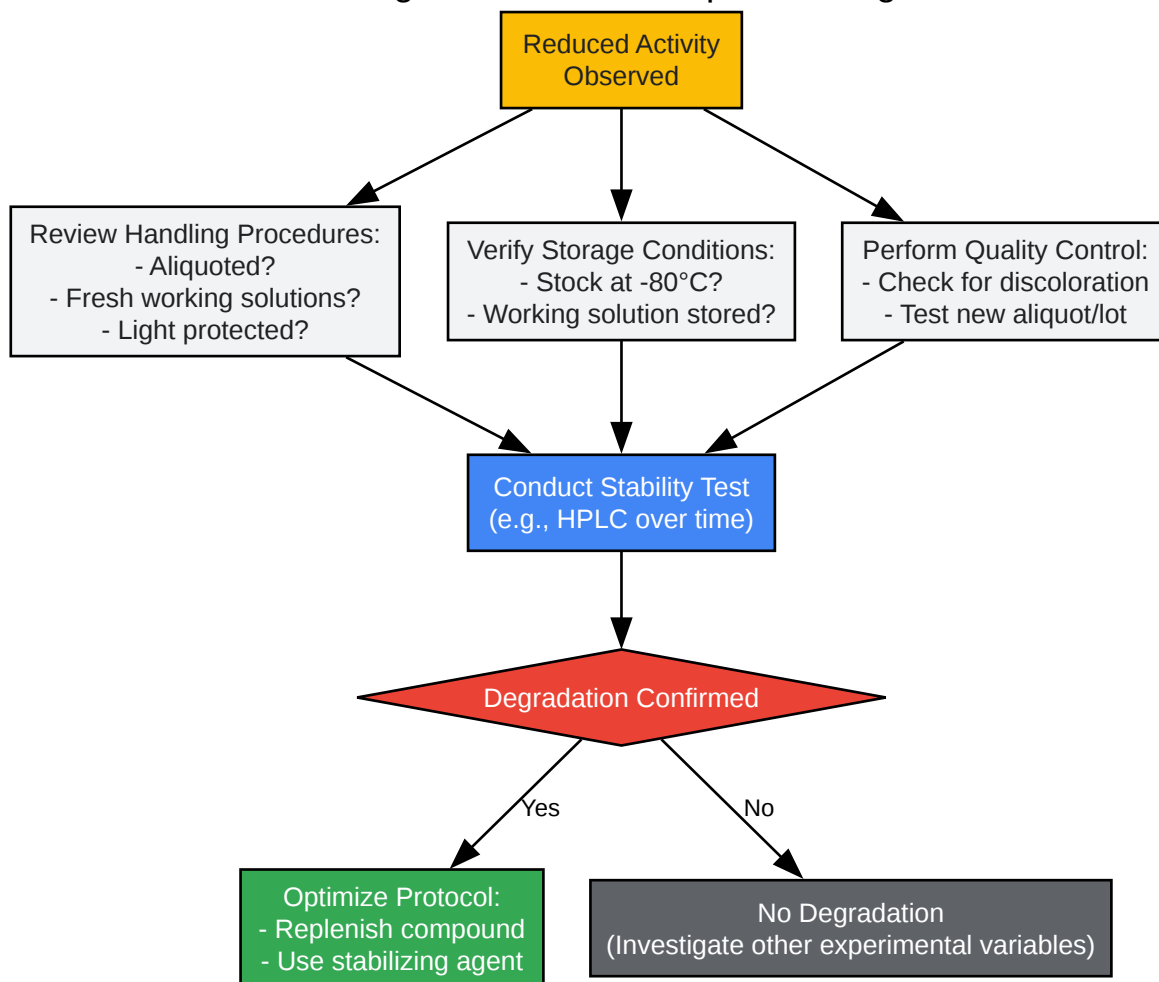 Reduced Activity
Observed
Review Handling Procedures:
- Aliquoted?
- Fresh working solutions?
- Light protected?
Verify Storage Conditions:
- Stock at -80°C?
- Working solution stored?
Perform Quality Control:
- Check for discoloration
- Test new aliquot/lot
Conduct Stability Test
(e.g., HPLC over time)
Degradation Confirmed
Yes
No
Optimize Protocol:
- Replenish compound
- Use stabilizing agent
No Degradation
(Investigate other experimental variables)